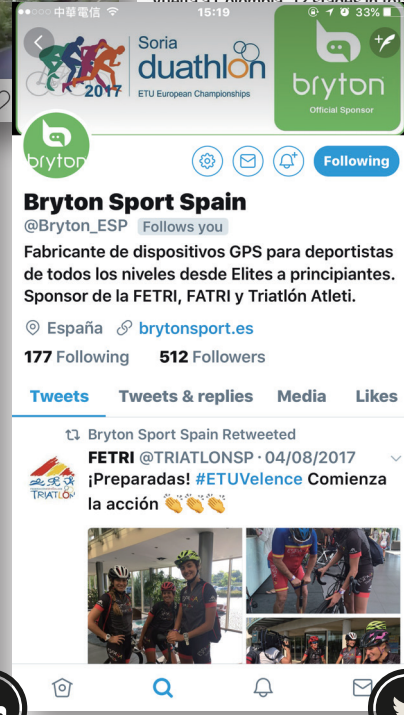 中華電信 15:19 33%
Soria
duathlon
2017 ETU European Championships
bryton
Official Sponsor
bryton
Following
Bryton Sport Spain
@Bryton_ESP Follows you
Fabricante de dispositivos GPS para deportistas
de todos los niveles desde Elites a principiantes.
Sponsor de la FETRI, FATRI y Triatlón Atleti.
España brytonsport.es
177 Following 512 Followers
Tweets Tweets & replies Media Likes
Bryton Sport Spain Retweeted
FETRI @TRIATLONSP · 04/08/2017
¡Preparadas! #ETUVelence Comienza
la acción 👏👏👏
TRIATLÓN